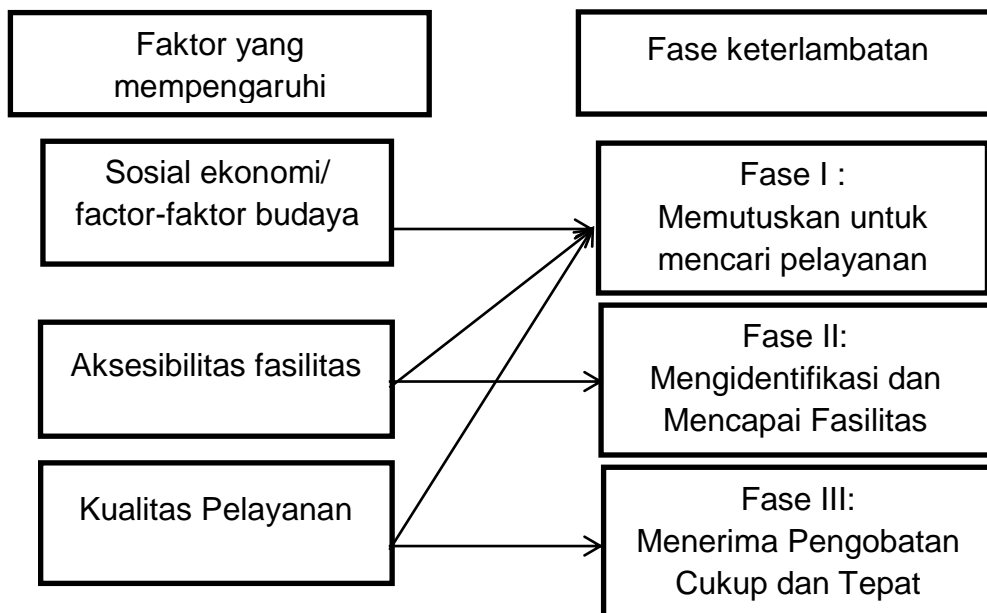 Faktor yang
mempengaruhi
Fase keterlambatan
Sosial ekonomi/
factor-faktor budaya
Fase I :
Memutuskan untuk
mencari pelayanan
Aksesibilitas fasilitas
Fase II:
Mengidentifikasi dan
Mencapai Fasilitas
Kualitas Pelayanan
Fase III:
Menerima Pengobatan
Cukup dan Tepat